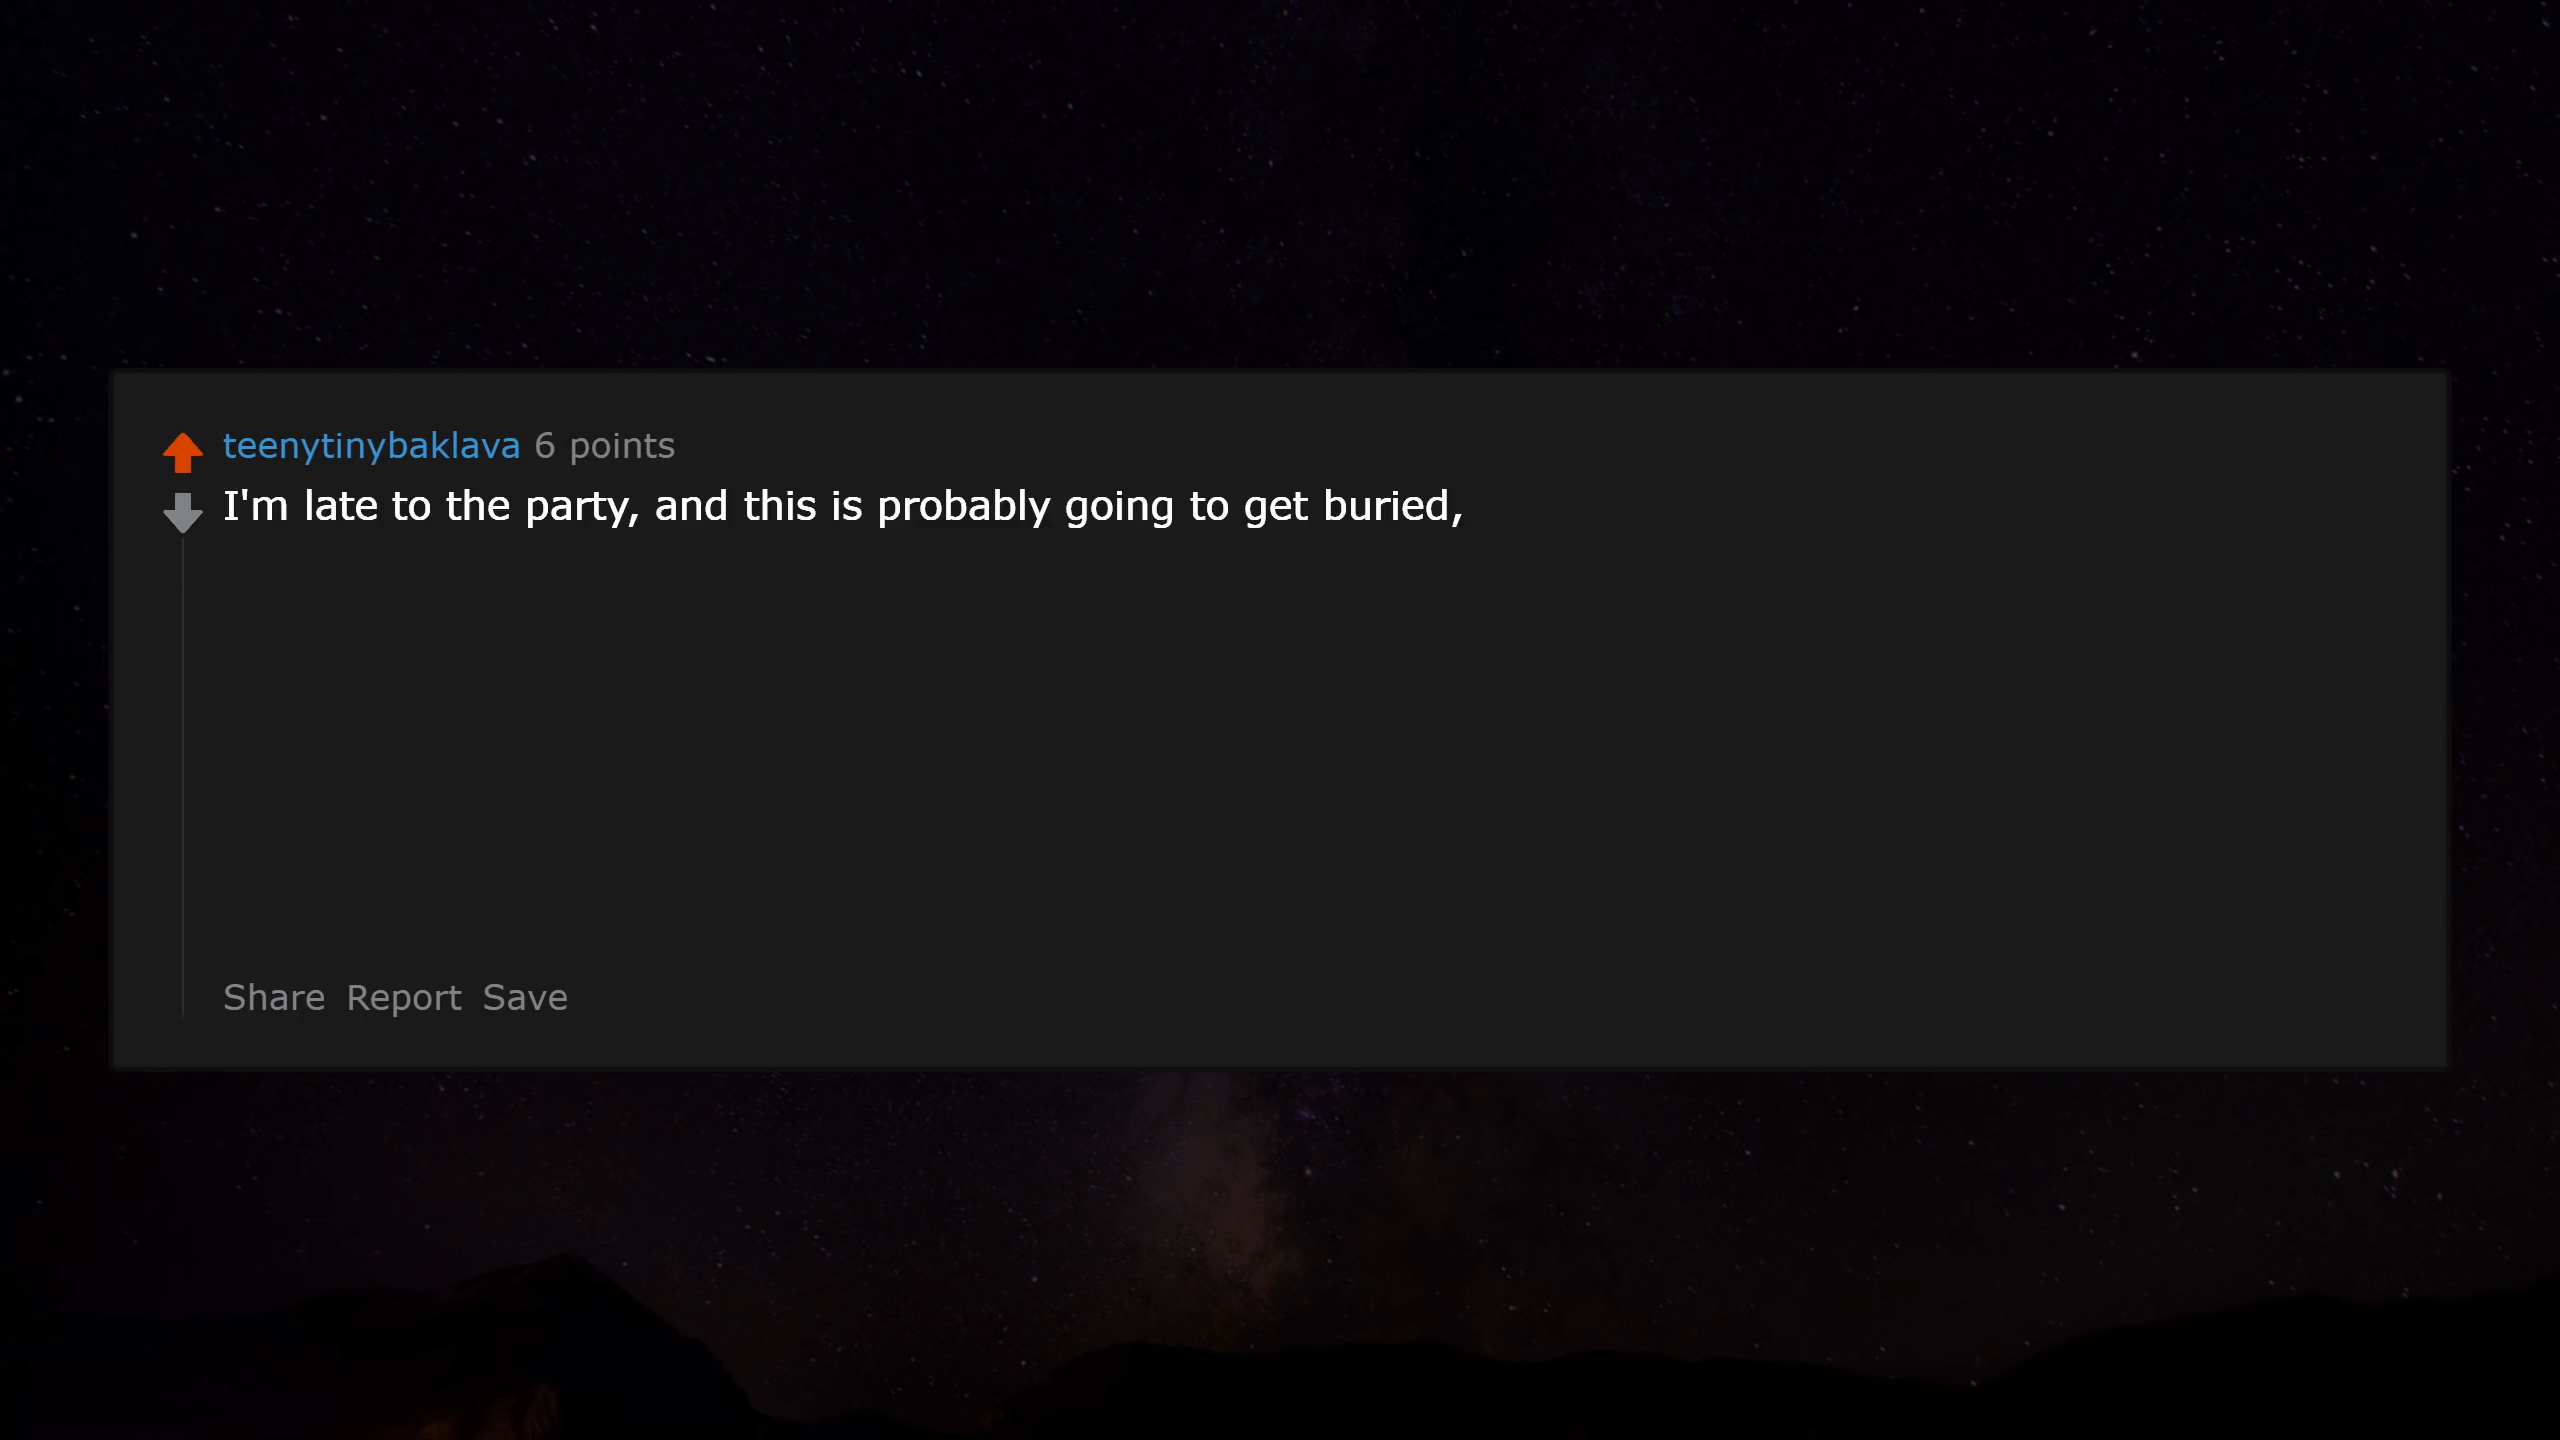 teenytinybaklava 6 points
I'm late to the party, and this is probably going to get buried,
Share Report Save